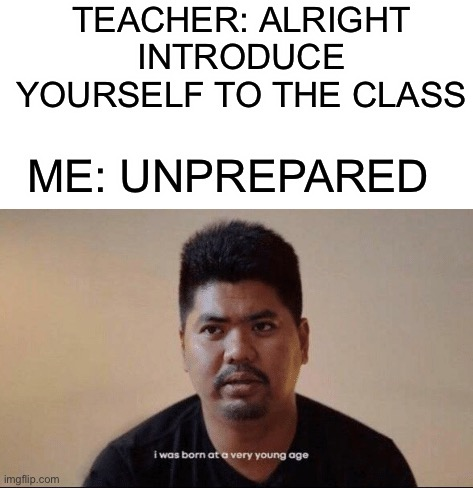 TEACHER: ALRIGHT
INTRODUCE
YOURSELF TO THE CLASS
ME: UNPREPARED
i was born at a very young age
imgflip.com